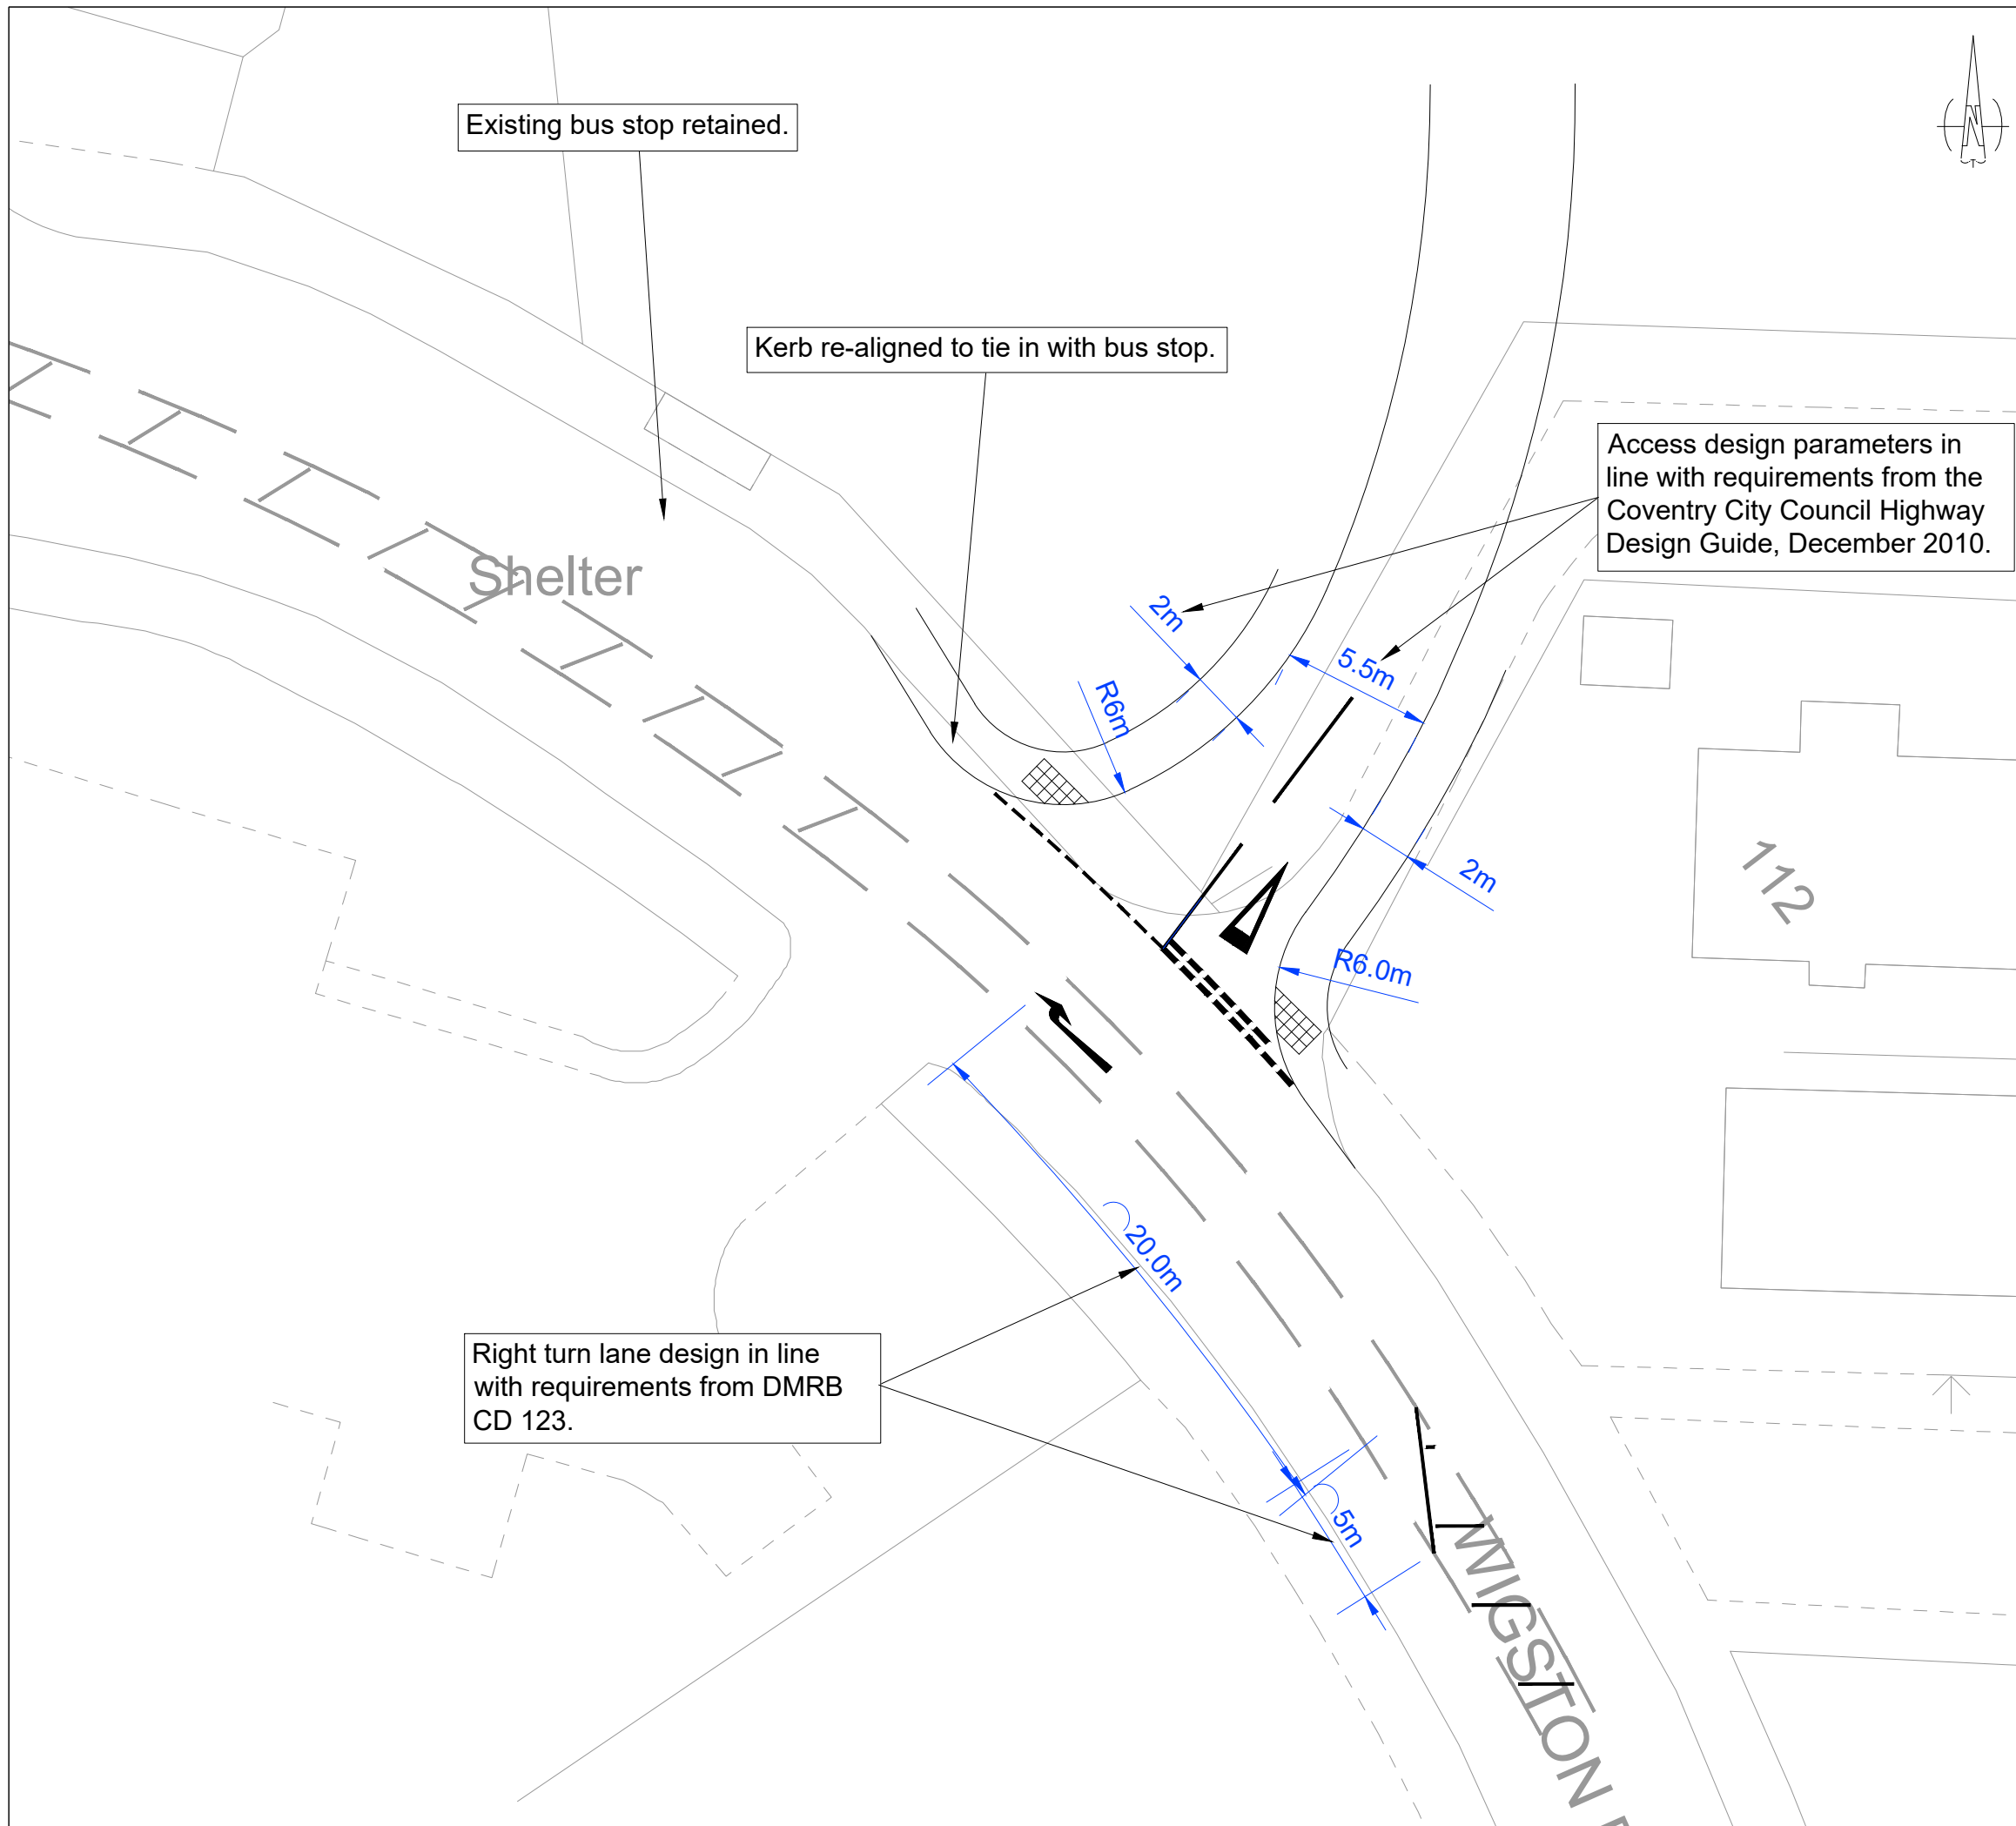 N
Existing bus stop retained.
Kerb re-aligned to tie in with bus stop.
Access design parameters in
line with requirements from the
Coventry City Council Highway
Design Guide, December 2010.
Shelter
2m
5.5m
R6m
2m
112
R6.0m
20.0m
Right turn lane design in line
with requirements from DMRB
CD 123.
5m
WIGSTON